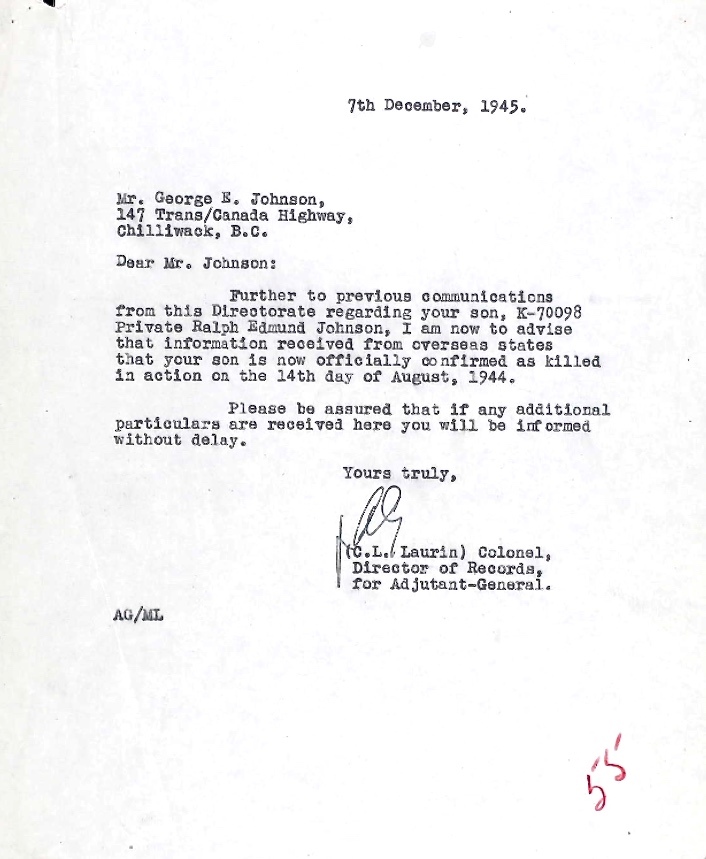 7th December, 1945.
Mr. George E. Johnson,
147 Trans/Canada Highway,
Chilliwack, B.C.
Dear Mr. Johnson:
Further to previous communications
from this Directorate regarding your son, K-70098
Private Ralph Edmund Johnson, I am now to advise
that information received from overseas states
that your son is now officially confirmed as killed
in action on the 14th day of August, 1944.
Please be assured that if any additional
particulars are received here you will be informed
without delay.
Yours truly,
(C.L. Laurin) Colonel,
Director of Records,
for Adjutant-General.
AG/ML
55